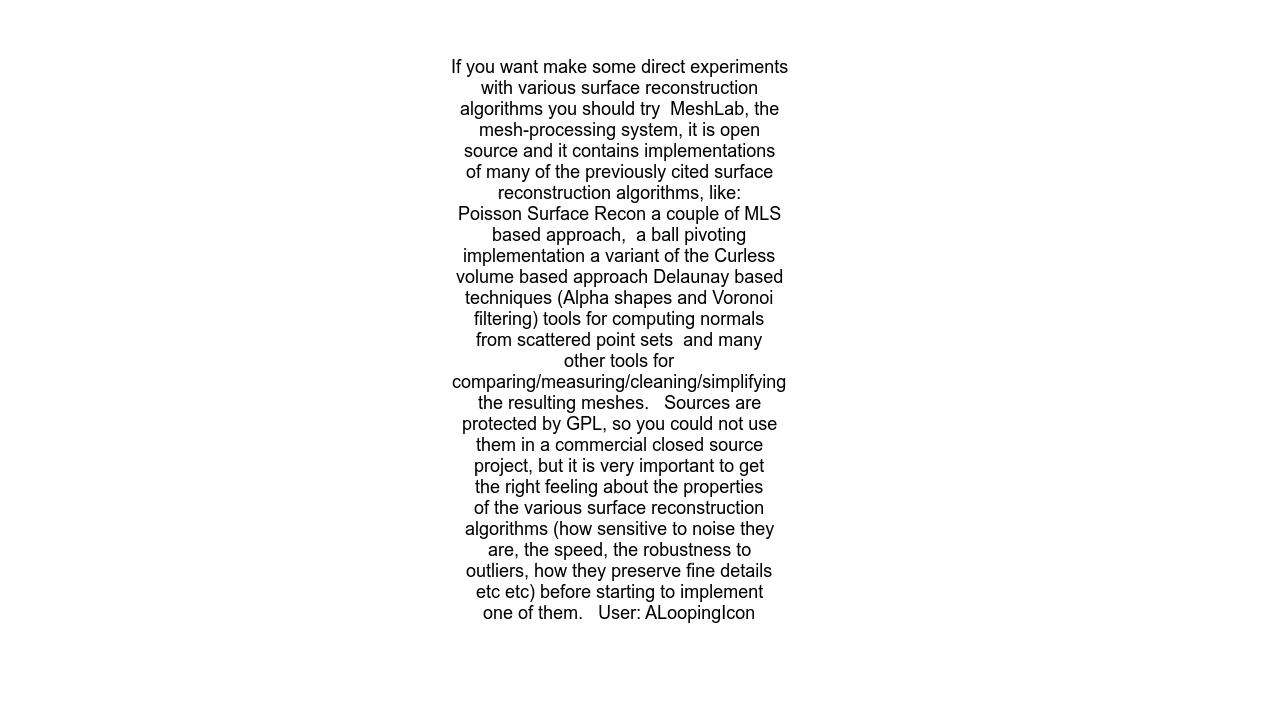 If you want make some direct experiments
with various surface reconstruction
algorithms you should try  MeshLab, the
mesh-processing system, it is open
source and it contains implementations
of many of the previously cited surface
reconstruction algorithms, like:
Poisson Surface Recon a couple of MLS
based approach,  a ball pivoting
implementation a variant of the Curless
volume based approach Delaunay based
techniques (Alpha shapes and Voronoi
filtering) tools for computing normals
from scattered point sets  and many
other tools for
comparing/measuring/cleaning/simplifying
the resulting meshes.   Sources are
protected by GPL, so you could not use
them in a commercial closed source
project, but it is very important to get
the right feeling about the properties
of the various surface reconstruction
algorithms (how sensitive to noise they
are, the speed, the robustness to
outliers, how they preserve fine details
etc etc) before starting to implement
one of them.   User: ALoopingIcon